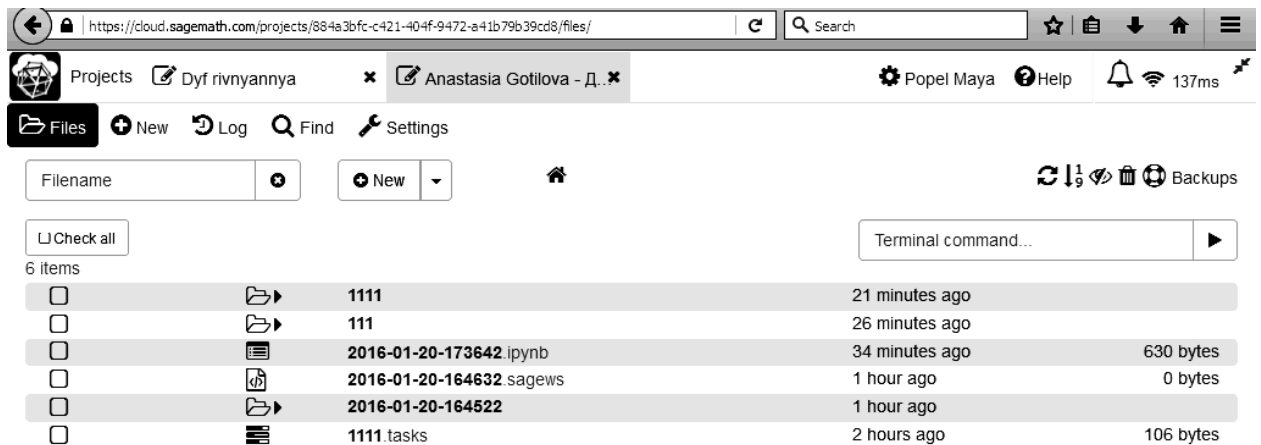 https://cloud.sagemath.com/projects/884a3bfc-c421-404f-9472-a41b79b39cd8/files/ Search
Projects Dyf rivnyannya Anastasia Gotilova - Д.. Popel Maya Help 137ms
Files New Log Find Settings
Filename New Backups
Check all Terminal command...
6 items
1111 21 minutes ago
111 26 minutes ago
2016-01-20-173642.ipynb 34 minutes ago 630 bytes
2016-01-20-164632.sagews 1 hour ago 0 bytes
2016-01-20-164522 1 hour ago
1111.tasks 2 hours ago 106 bytes